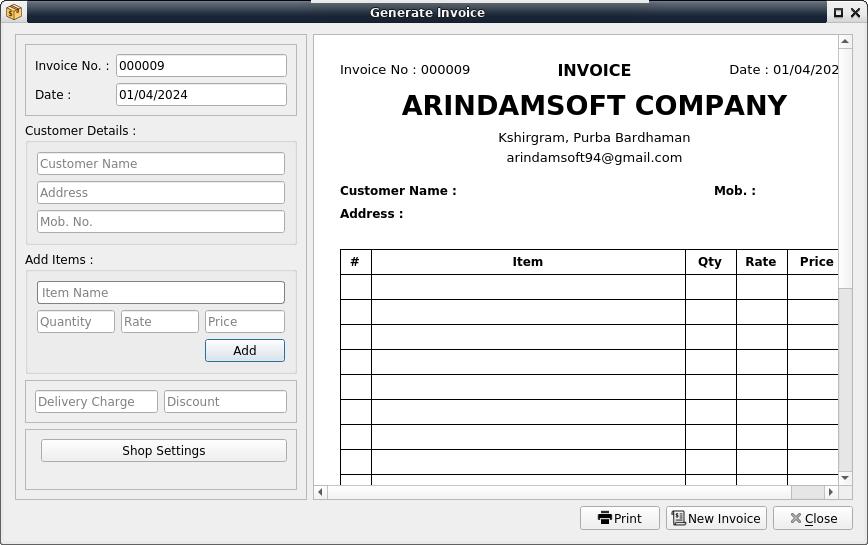 Generate Invoice
Invoice No. : 000009
Date : 01/04/2024
Customer Details :
Customer Name
Address
Mob. No.
Add Items :
Item Name
Quantity Rate Price
Add
Delivery Charge Discount
Shop Settings
Invoice No : 000009 INVOICE Date : 01/04/202
ARINDAMSOFT COMPANY
Kshirgram, Purba Bardhaman
arindamsoft94@gmail.com
Customer Name : Mob. :
Address :
# Item Qty Rate Price
Print New Invoice Close